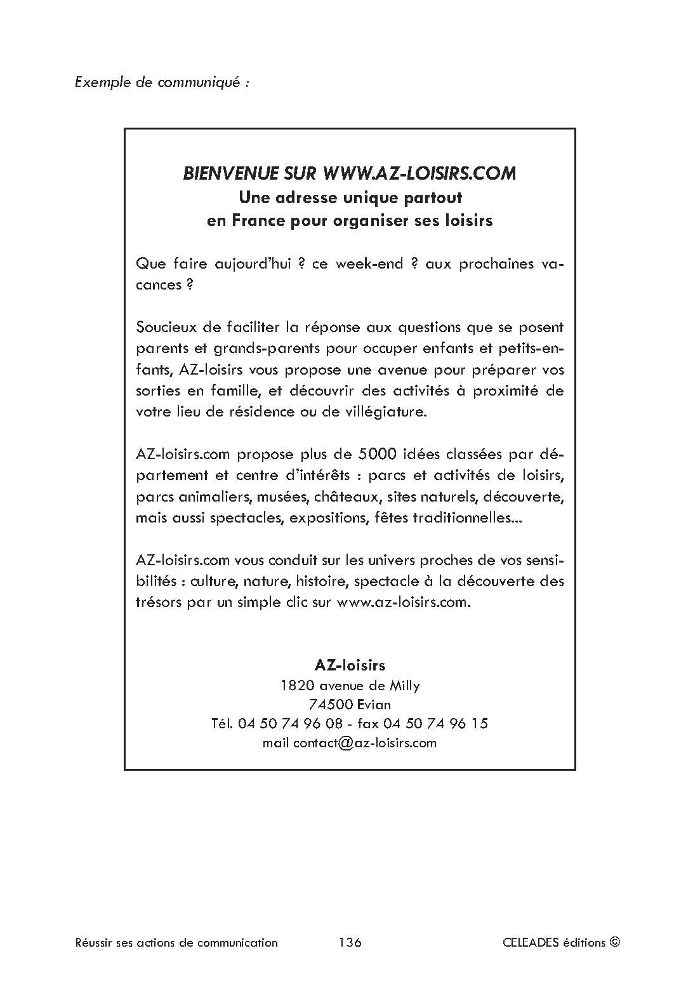 Exemple de communiqué :
BIENVENUE SUR WWW.AZ-LOISIRS.COM
Une adresse unique partout
en France pour organiser ses loisirs
Que faire aujourd'hui ? ce week-end ? aux prochaines va-
cances ?
Soucieux de faciliter la réponse aux questions que se posent
parents et grands-parents pour occuper enfants et petits-en-
fants, AZ-loisirs vous propose une avenue pour préparer vos
sorties en famille, et découvrir des activités à proximité de
votre lieu de résidence ou de villégiature.
AZ-loisirs.com propose plus de 5000 idées classées par dé-
partement et centre d'intérêts : parcs et activités de loisirs,
parcs animaliers, musées, châteaux, sites naturels, découverte,
mais aussi spectacles, expositions, fêtes traditionnelles...
AZ-loisirs.com vous conduit sur les univers proches de vos sensi-
bilités : culture, nature, histoire, spectacle à la découverte des
trésors par un simple clic sur www.az-loisirs.com.
AZ-loisirs
1820 avenue de Milly
74500 Evian
Tél. 04 50 74 96 08 - fax 04 50 74 96 15
mail contact@az-loisirs.com
Réussir ses actions de communication 136 CELEADES éditions ©